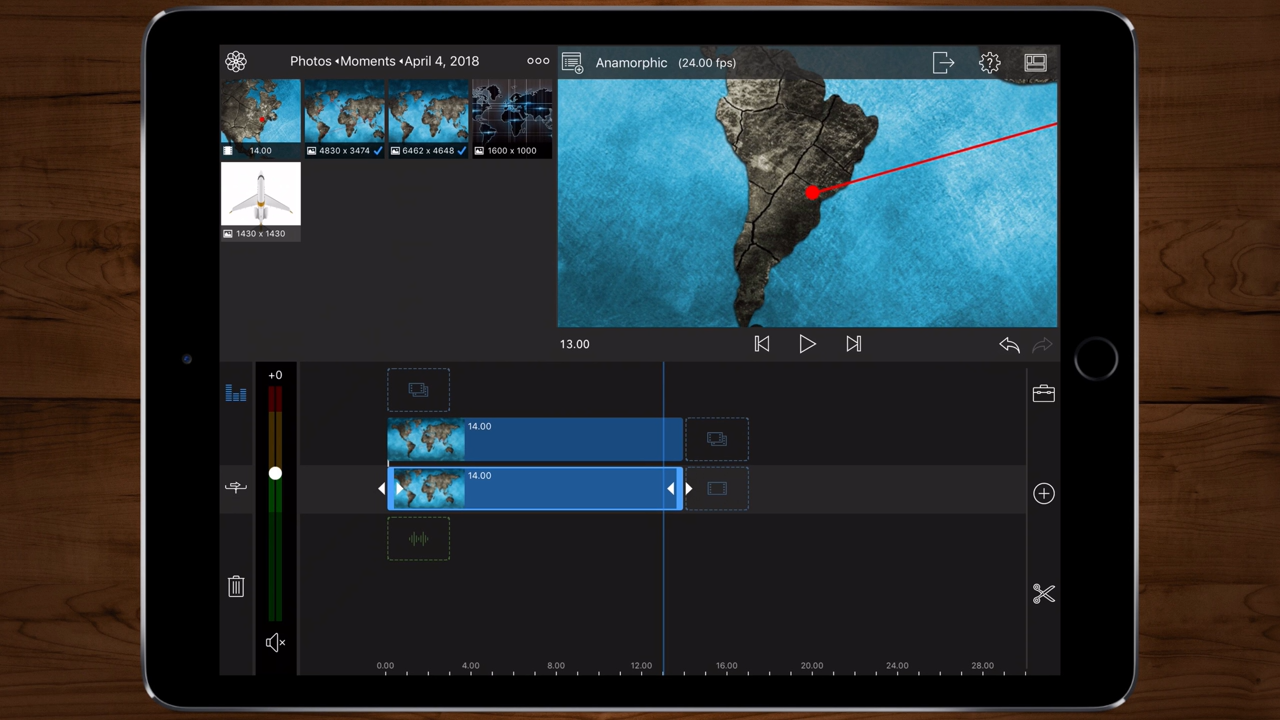 Photos ◂Moments ◂April 4, 2018
Anamorphic (24.00 fps)
14.00
4830 x 3474
6462 x 4648
1600 x 1000
1430 x 1430
13.00
+0
14.00
14.00
0.00 4.00 8.00 12.00 16.00 20.00 24.00 28.00